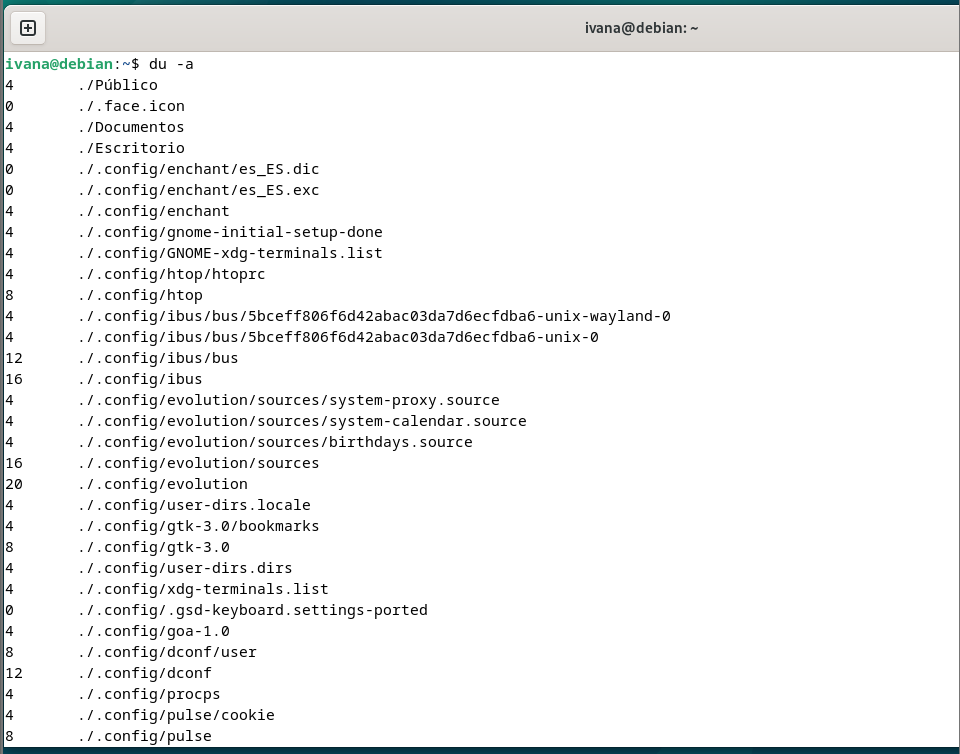 ivana@debian: ~
ivana@debian:~$ du -a
4 ./Público
0 ./.face.icon
4 ./Documentos
4 ./Escritorio
0 ./.config/enchant/es_ES.dic
0 ./.config/enchant/es_ES.exc
4 ./.config/enchant
4 ./.config/gnome-initial-setup-done
4 ./.config/GNOME-xdg-terminals.list
4 ./.config/htop/htoprc
8 ./.config/htop
4 ./.config/ibus/bus/5bceff806f6d42abac03da7d6ecfdba6-unix-wayland-0
4 ./.config/ibus/bus/5bceff806f6d42abac03da7d6ecfdba6-unix-0
12 ./.config/ibus/bus
16 ./.config/ibus
4 ./.config/evolution/sources/system-proxy.source
4 ./.config/evolution/sources/system-calendar.source
4 ./.config/evolution/sources/birthdays.source
16 ./.config/evolution/sources
20 ./.config/evolution
4 ./.config/user-dirs.locale
4 ./.config/gtk-3.0/bookmarks
8 ./.config/gtk-3.0
4 ./.config/user-dirs.dirs
4 ./.config/xdg-terminals.list
0 ./.config/.gsd-keyboard.settings-ported
4 ./.config/goa-1.0
8 ./.config/dconf/user
12 ./.config/dconf
4 ./.config/procps
4 ./.config/pulse/cookie
8 ./.config/pulse